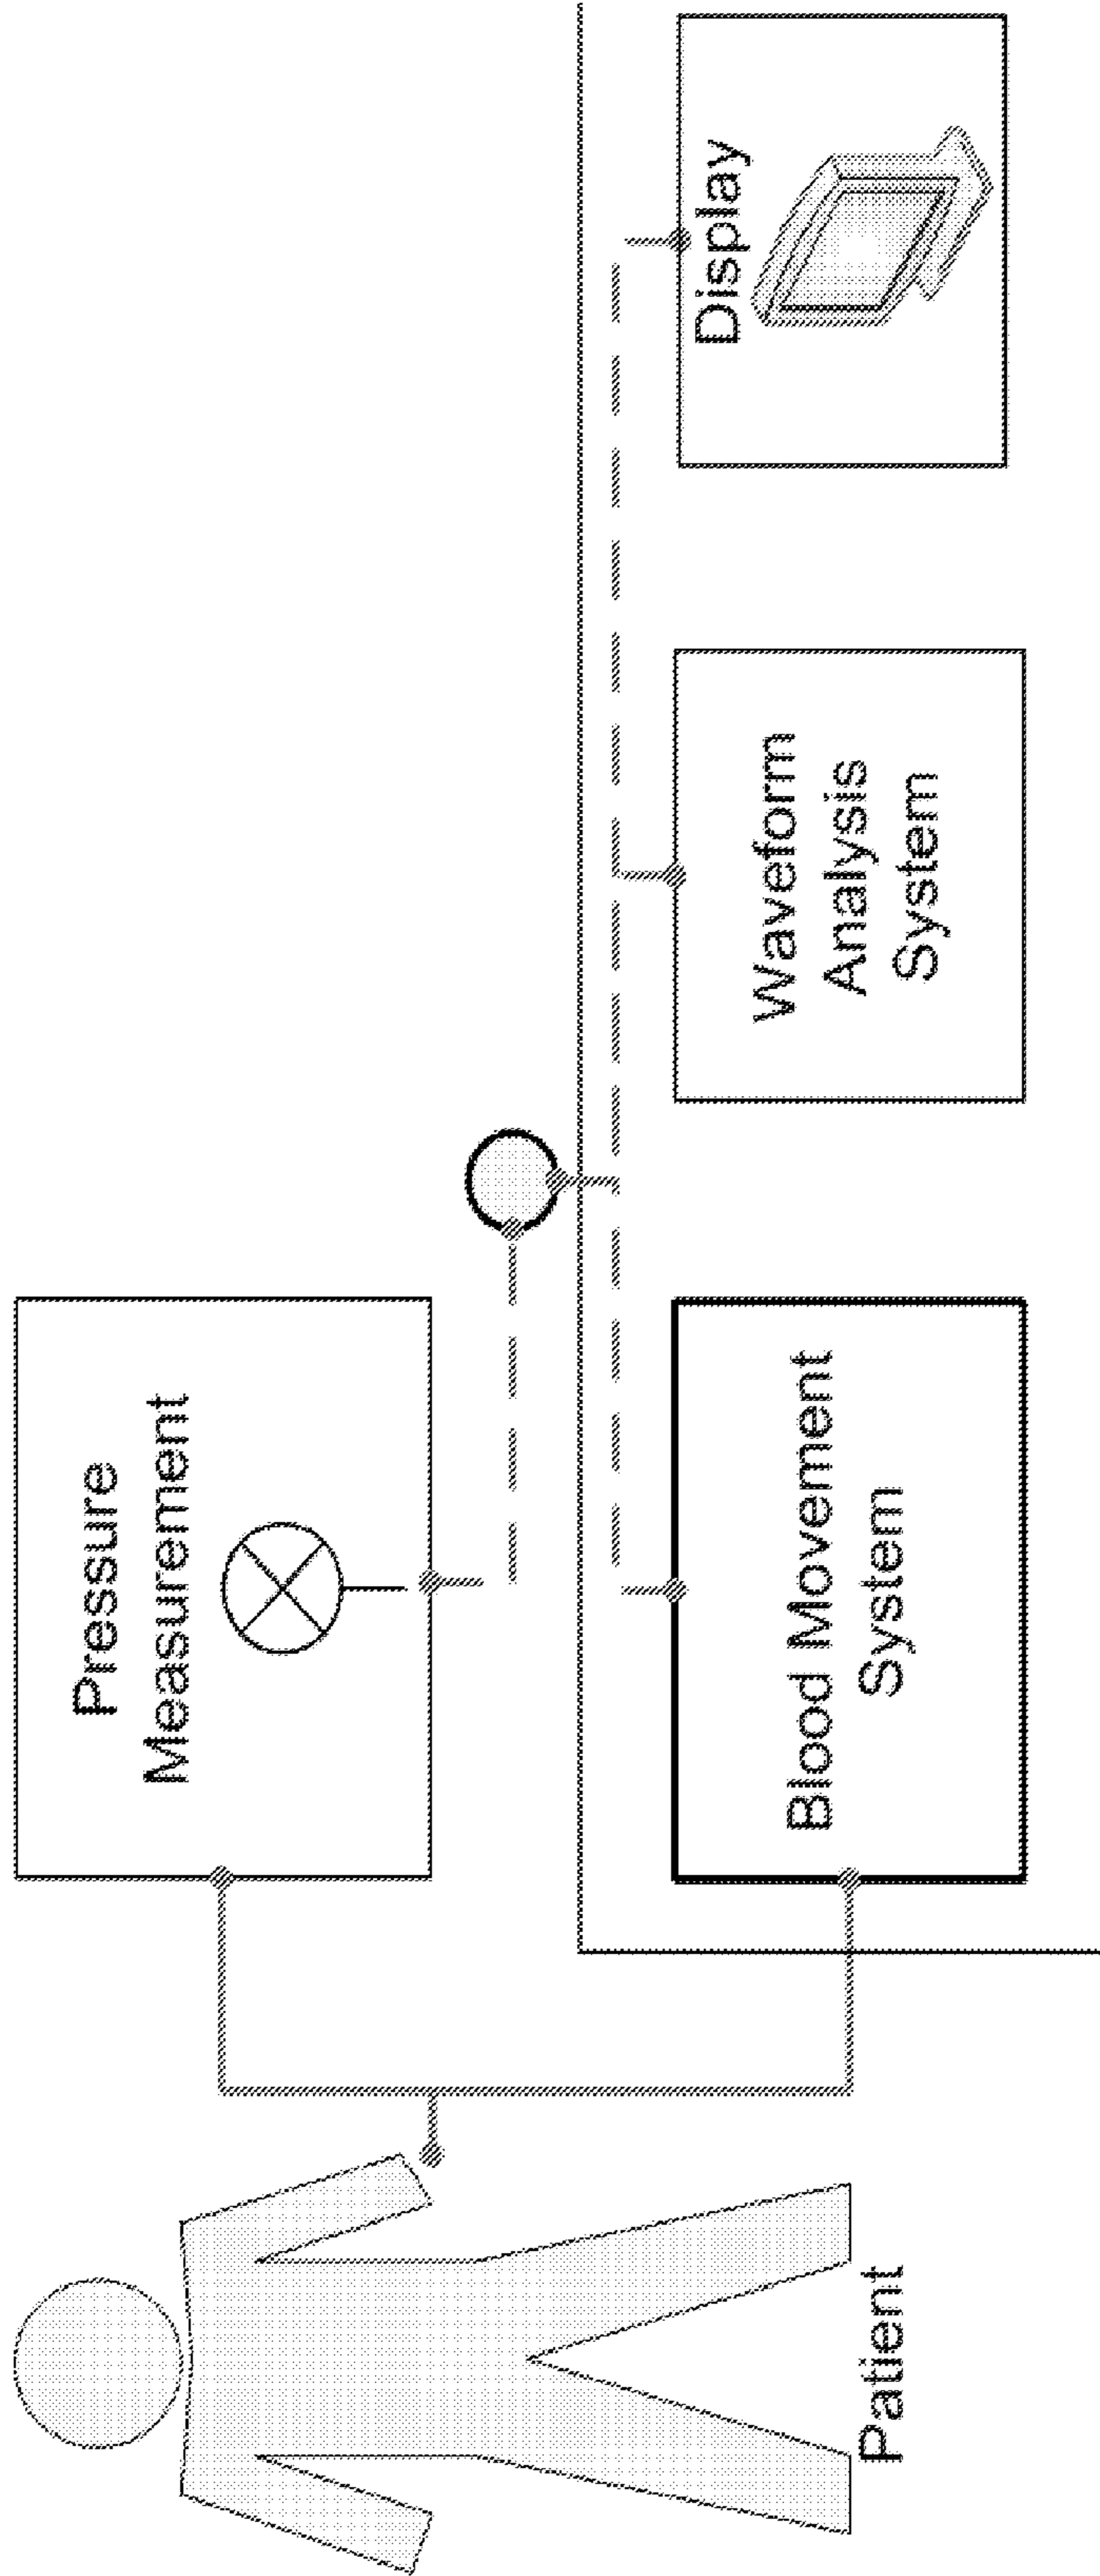 Patient
Pressure
Measurement
Blood Movement
System
Waveform
Analysis
System
Display